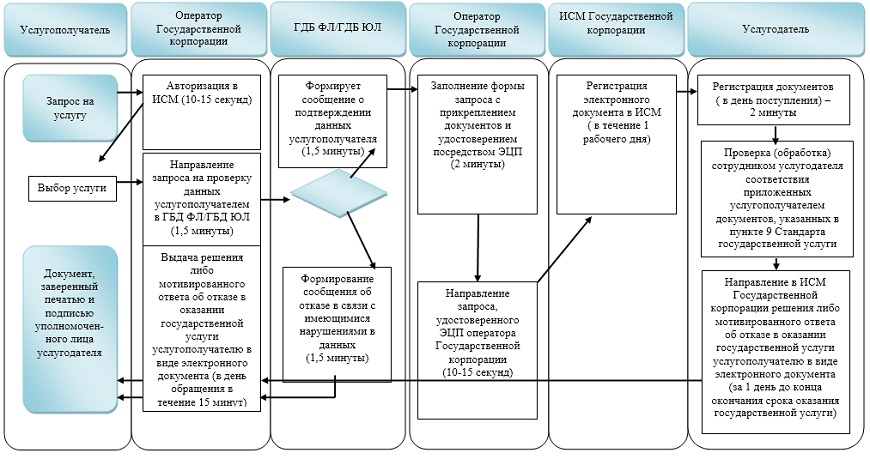 Услугополучатель
Оператор
Государственной
корпорации
ГДБ ФЛ/ГДБ ЮЛ
Оператор
Государственной
корпорации
ИСМ Государственной
корпорации
Услугодатель
Запрос на
услугу
Выбор услуги
Документ,
заверенный
печатью и
подписью
уполномочен-
ного лица
услугодателя
Авторизация в
ИСМ (10-15 секунд)
Направление
запроса на проверку
данных
услугополучателем
в ГБД ФЛ/ГБД ЮЛ
(1,5 минуты)
Выдача решения
либо
мотивированного
ответа об отказе в
оказании
государственной
услуги
услугополучателю в
виде электронного
документа (в день
обращения в
течение 15 минут)
Формирует
сообщение о
подтверждении
данных
услугополучателя
(1,5 минуты)
Формирование
сообщения об
отказе в связи с
имеющимися
нарушениями в
данных
(1,5 минуты)
Заполнение формы
запроса с
прикреплением
документов и
удостоверением
посредством ЭЦП
(2 минуты)
Направление
запроса,
удостоверенного
ЭЦП оператора
Государственной
корпорации
(10-15 секунд)
Регистрация
электронного
документа в ИСМ
( в течение 1
рабочего дня)
Регистрация документов
( в день поступления) –
2 минуты
Проверка (обработка)
сотрудником услугодателя
соответствия
приложенных
услугополучателем
документов, указанных в
пункте 9 Стандарта
государственной услуги
Направление в ИСМ
Государственной
корпорации решения либо
мотивированного ответа
об отказе в оказании
государственной услуги
услугополучателю в виде
электронного документа
(за 1 день до конца
окончания срока оказания
государственной услуги)